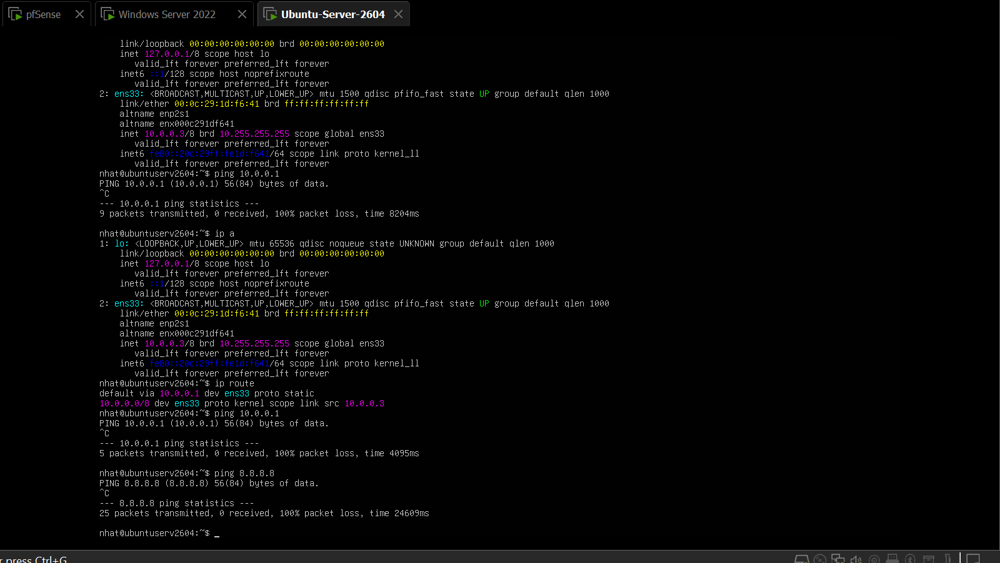 pfSense
Windows Server 2022
Ubuntu-Server-2604
link/loopback 00:00:00:00:00:00 brd 00:00:00:00:00:00
inet 127.0.0.1/8 scope host lo
valid_lft forever preferred_lft forever
inet6 ::1/128 scope host noprefixroute
valid_lft forever preferred_lft forever
2: ens33: <BROADCAST,MULTICAST,UP,LOWER_UP> mtu 1500 qdisc pfifo_fast state UP group default qlen 1000
link/ether 00:0c:29:1d:f6:41 brd ff:ff:ff:ff:ff:ff
altname enp2s1
altname enx000c291df641
inet 10.0.0.3/8 brd 10.255.255.255 scope global ens33
valid_lft forever preferred_lft forever
inet6 fe80::20c:29ff:fe1d:f641/64 scope link proto kernel_ll
valid_lft forever preferred_lft forever
nhat@ubuntuserv2604:~$ ping 10.0.0.1
PING 10.0.0.1 (10.0.0.1) 56(84) bytes of data.
^C
--- 10.0.0.1 ping statistics ---
9 packets transmitted, 0 received, 100% packet loss, time 8204ms
nhat@ubuntuserv2604:~$ ip a
1: lo: <LOOPBACK,UP,LOWER_UP> mtu 65536 qdisc noqueue state UNKNOWN group default qlen 1000
link/loopback 00:00:00:00:00:00 brd 00:00:00:00:00:00
inet 127.0.0.1/8 scope host lo
valid_lft forever preferred_lft forever
inet6 ::1/128 scope host noprefixroute
valid_lft forever preferred_lft forever
2: ens33: <BROADCAST,MULTICAST,UP,LOWER_UP> mtu 1500 qdisc pfifo_fast state UP group default qlen 1000
link/ether 00:0c:29:1d:f6:41 brd ff:ff:ff:ff:ff:ff
altname enp2s1
altname enx000c291df641
inet 10.0.0.3/8 brd 10.255.255.255 scope global ens33
valid_lft forever preferred_lft forever
inet6 fe80::20c:29ff:fe1d:f641/64 scope link proto kernel_ll
valid_lft forever preferred_lft forever
nhat@ubuntuserv2604:~$ ip route
default via 10.0.0.1 dev ens33 proto static
10.0.0.0/8 dev ens33 proto kernel scope link src 10.0.0.3
nhat@ubuntuserv2604:~$ ping 10.0.0.1
PING 10.0.0.1 (10.0.0.1) 56(84) bytes of data.
^C
--- 10.0.0.1 ping statistics ---
5 packets transmitted, 0 received, 100% packet loss, time 4095ms
nhat@ubuntuserv2604:~$ ping 8.8.8.8
PING 8.8.8.8 (8.8.8.8) 56(84) bytes of data.
^C
--- 8.8.8.8 ping statistics ---
25 packets transmitted, 0 received, 100% packet loss, time 24609ms
nhat@ubuntuserv2604:~$ _
r press Ctrl+G